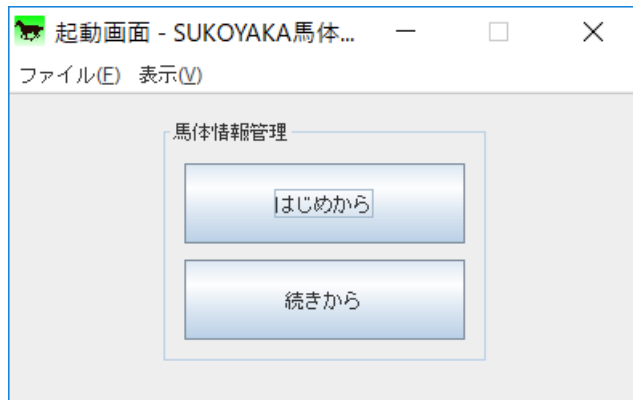 起動画面 - SUKOYAKA馬体...
ファイル(F) 表示(V)
馬体情報管理
はじめから
続きから